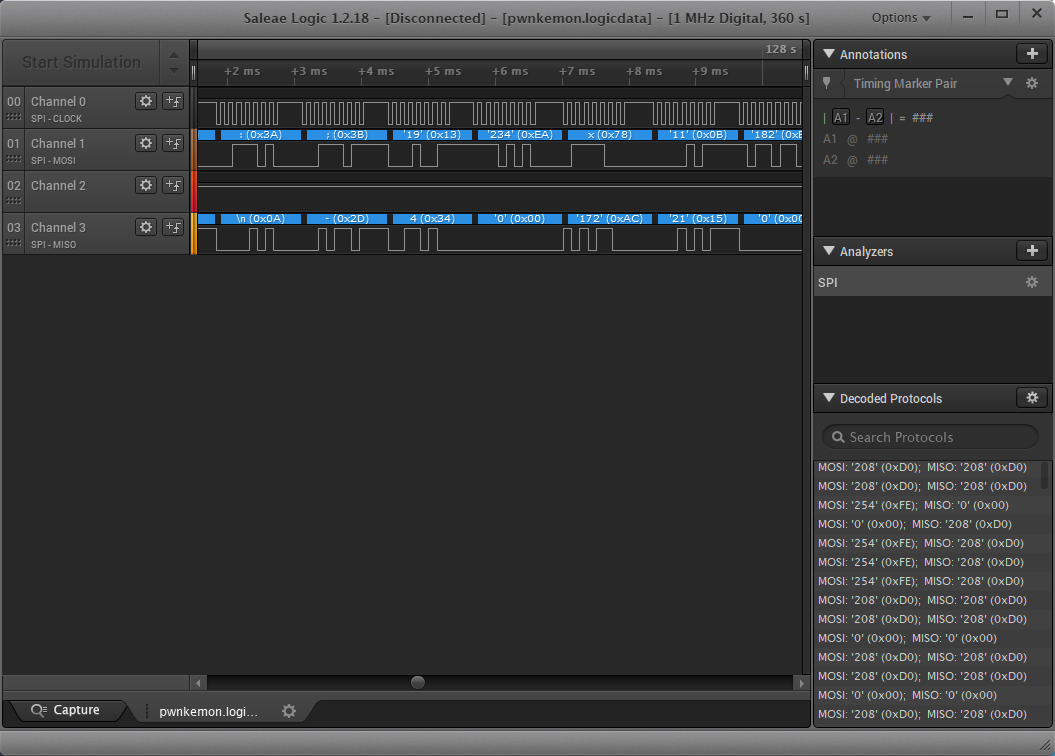 Saleae Logic 1.2.18 - [Disconnected] - [pwnkemon.logicdata] - [1 MHz Digital, 360 s]
Options
Start Simulation
128 s
+2 ms +3 ms +4 ms +5 ms +6 ms +7 ms +8 ms +9 ms
00 Channel 0
SPI - CLOCK
01 Channel 1
SPI - MOSI
: (0x3A) ; (0x3B) '19' (0x13) '234' (0xEA) x (0x78) '11' (0x0B) '182' (0xB
02 Channel 2
03 Channel 3
SPI - MISO
\n (0x0A) - (0x2D) 4 (0x34) '0' (0x00) '172' (0xAC) '21' (0x15) '0' (0x00
Capture
pwnkemon.logi...
Annotations
Timing Marker Pair
| A1 - A2 | = ###
A1 @ ###
A2 @ ###
Analyzers
SPI
Decoded Protocols
Search Protocols
MOSI: '208' (0xD0); MISO: '208' (0xD0)
MOSI: '208' (0xD0); MISO: '208' (0xD0)
MOSI: '254' (0xFE); MISO: '0' (0x00)
MOSI: '0' (0x00); MISO: '208' (0xD0)
MOSI: '254' (0xFE); MISO: '208' (0xD0)
MOSI: '254' (0xFE); MISO: '208' (0xD0)
MOSI: '254' (0xFE); MISO: '208' (0xD0)
MOSI: '208' (0xD0); MISO: '208' (0xD0)
MOSI: '208' (0xD0); MISO: '208' (0xD0)
MOSI: '0' (0x00); MISO: '0' (0x00)
MOSI: '208' (0xD0); MISO: '208' (0xD0)
MOSI: '208' (0xD0); MISO: '208' (0xD0)
MOSI: '0' (0x00); MISO: '0' (0x00)
MOSI: '208' (0xD0); MISO: '208' (0xD0)